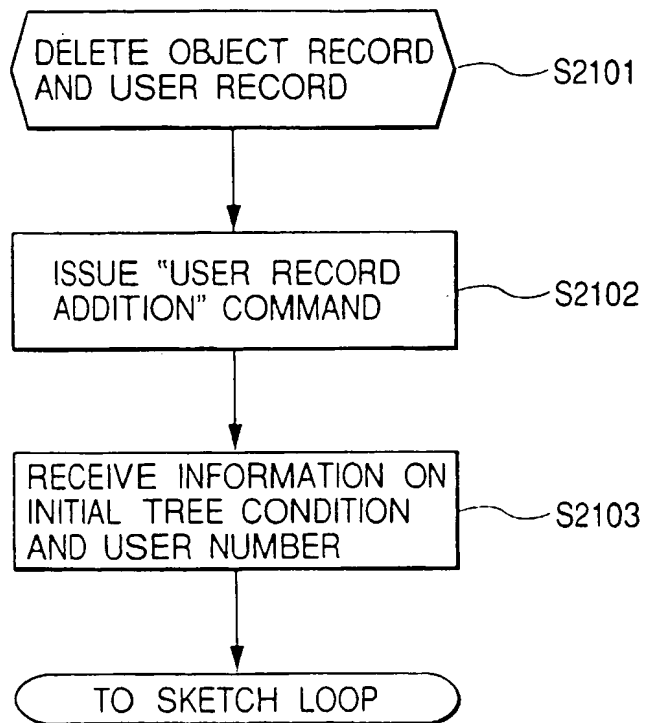 DELETE OBJECT RECORD
AND USER RECORD
S2101
ISSUE "USER RECORD
ADDITION" COMMAND
S2102
RECEIVE INFORMATION ON
INITIAL TREE CONDITION
AND USER NUMBER
S2103
TO SKETCH LOOP